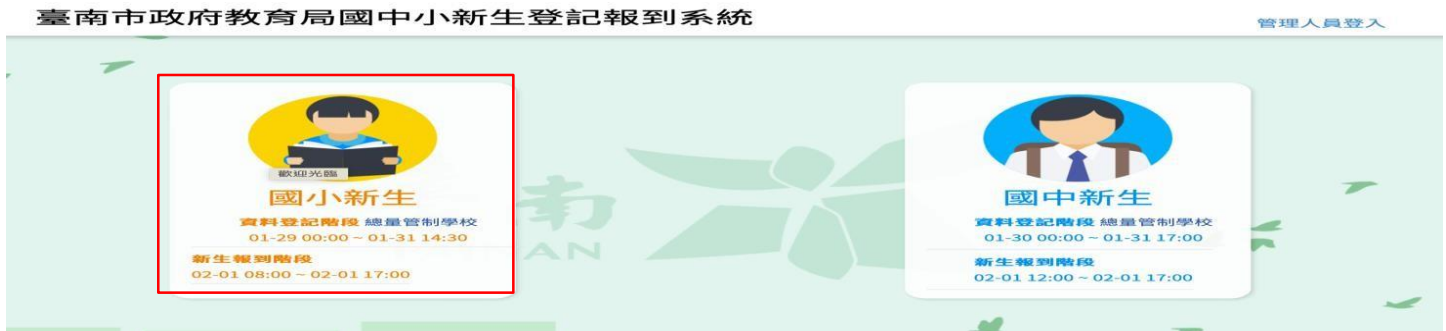 臺南市政府教育局國中小新生登記報到系統
管理人員登入
歡迎光臨
國小新生
資料登記階段 總量管制學校
01-29 00:00 ~ 01-31 14:30
新生報到階段
02-01 08:00 ~ 02-01 17:00
南
AN
國中新生
資料登記階段 總量管制學校
01-30 00:00 ~ 01-31 17:00
新生報到階段
02-01 12:00 ~ 02-01 17:00